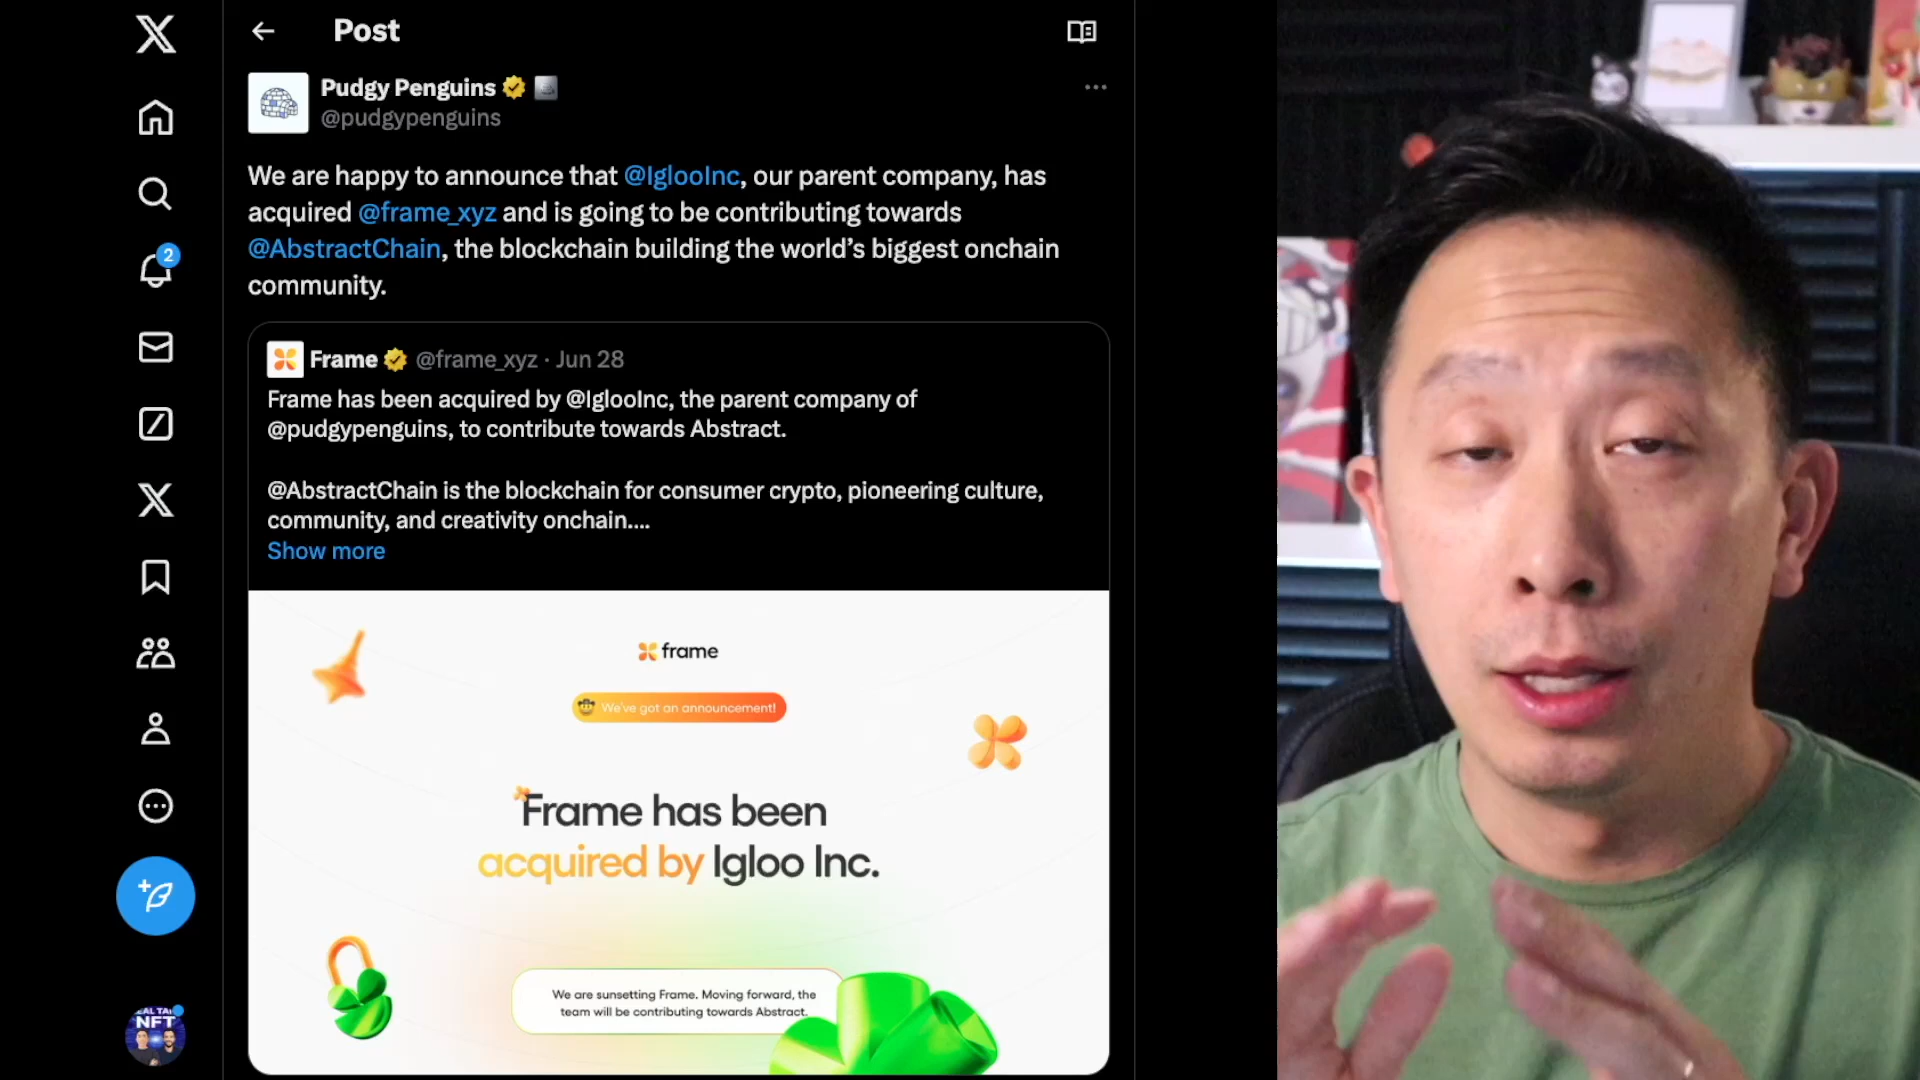 Post
Pudgy Penguins
@pudgypenguins
We are happy to announce that @IglooInc, our parent company, has
acquired @frame_xyz and is going to be contributing towards
@AbstractChain, the blockchain building the world’s biggest onchain
community.
2
Frame @frame_xyz · Jun 28
Frame has been acquired by @IglooInc, the parent company of
@pudgypenguins, to contribute towards Abstract.
@AbstractChain is the blockchain for consumer crypto, pioneering culture,
community, and creativity onchain....
Show more
frame
We've got an announcement!
Frame has been
acquired by Igloo Inc.
We are sunsetting Frame. Moving forward, the
team will be contributing towards Abstract.
NFT